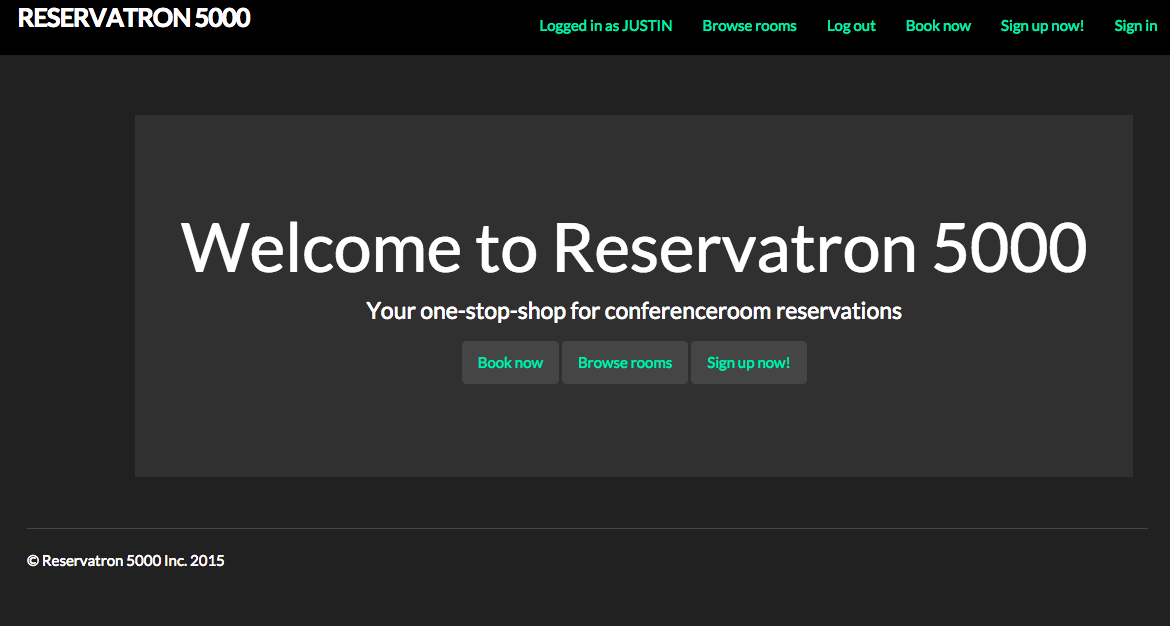 RESERVATRON 5000
Logged in as JUSTIN Browse rooms Log out Book now Sign up now! Sign in
Welcome to Reservatron 5000
Your one-stop-shop for conferenceroom reservations
Book now Browse rooms Sign up now!
© Reservatron 5000 Inc. 2015